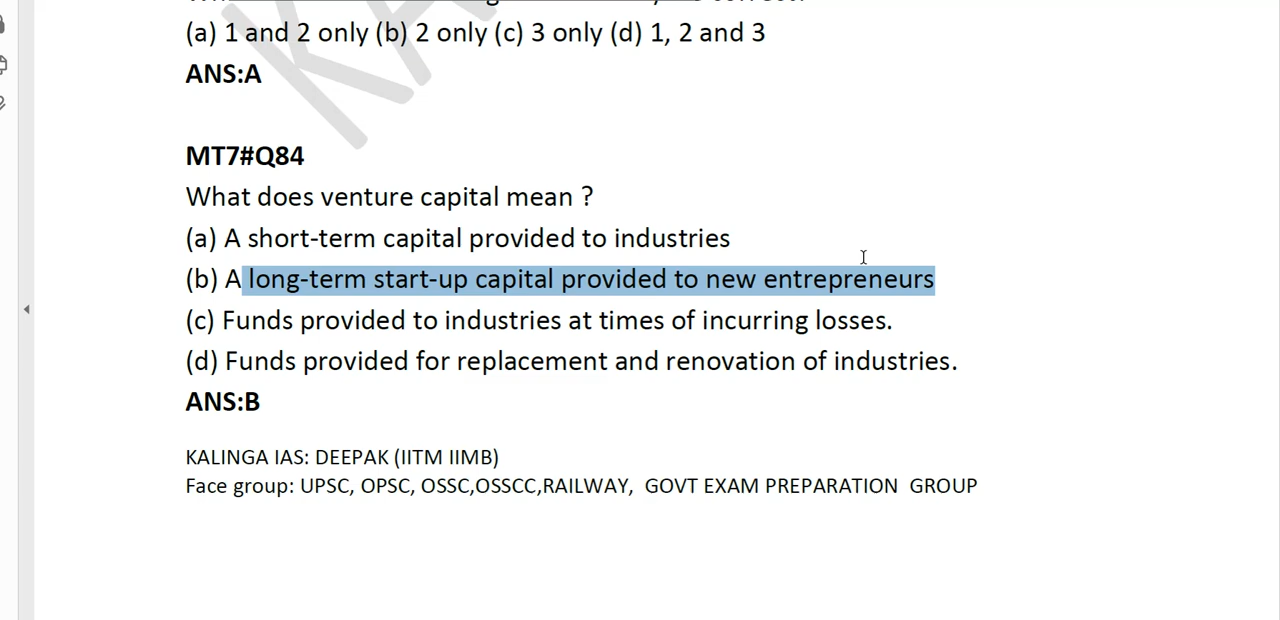 (a) 1 and 2 only (b) 2 only (c) 3 only (d) 1, 2 and 3
ANS:A
MT7#Q84
What does venture capital mean ?
(a) A short-term capital provided to industries
(b) A long-term start-up capital provided to new entrepreneurs
(c) Funds provided to industries at times of incurring losses.
(d) Funds provided for replacement and renovation of industries.
ANS:B
KALINGA IAS: DEEPAK (IITM IIMB)
Face group: UPSC, OPSC, OSSC,OSSCC,RAILWAY,  GOVT EXAM PREPARATION  GROUP